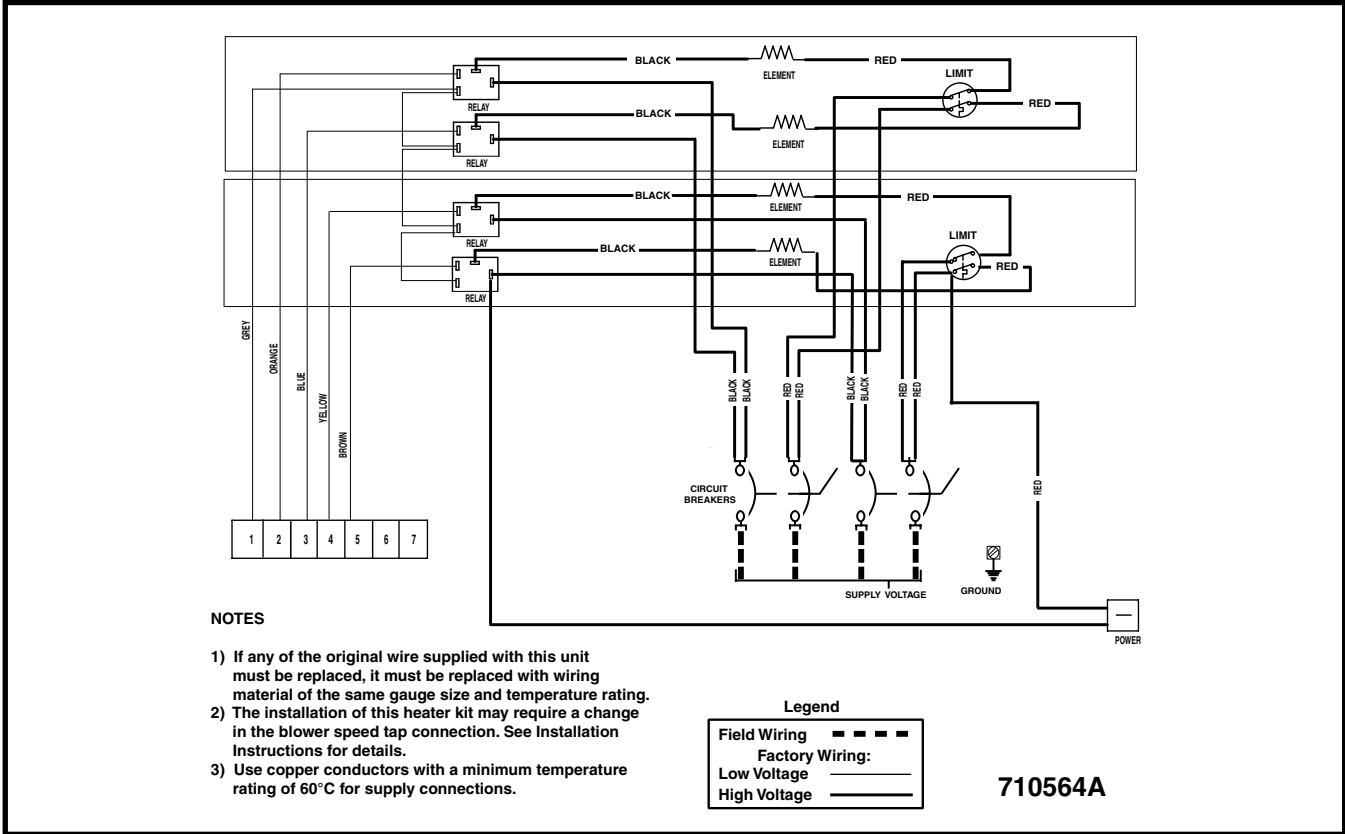 BLACK
ELEMENT
RED
LIMIT
RELAY
RED
BLACK
ELEMENT
RELAY
BLACK
ELEMENT
RED
RELAY
LIMIT
BLACK
ELEMENT
RED
RELAY
GREY
ORANGE
BLUE
YELLOW
BROWN
BLACK
BLACK
RED
RED
BLACK
BLACK
RED
RED
RED
CIRCUIT
BREAKERS
1 2 3 4 5 6 7
SUPPLY VOLTAGE
GROUND
POWER
NOTES
1) If any of the original wire supplied with this unit
must be replaced, it must be replaced with wiring
material of the same gauge size and temperature rating.
2) The installation of this heater kit may require a change
in the blower speed tap connection. See Installation
Instructions for details.
3) Use copper conductors with a minimum temperature
rating of 60°C for supply connections.
Legend
Field Wiring
Factory Wiring:
Low Voltage
High Voltage
710564A